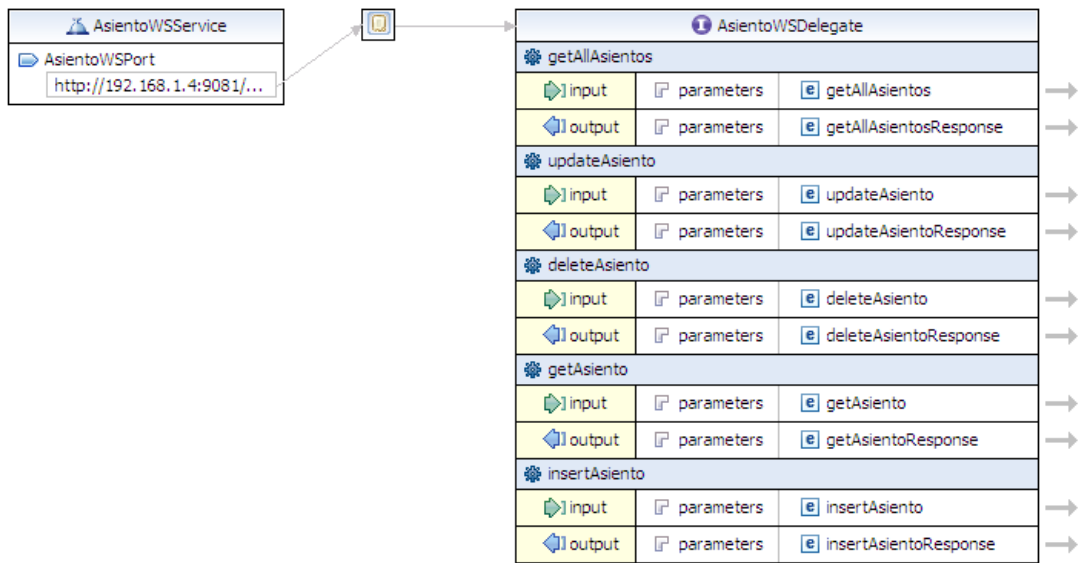 AsientoWSService
AsientoWSPort
http://192.168.1.4:9081/...
AsientoWSDelegate
getAllAsientos
input parameters getAllAsientos
output parameters getAllAsientosResponse
updateAsiento
input parameters updateAsiento
output parameters updateAsientoResponse
deleteAsiento
input parameters deleteAsiento
output parameters deleteAsientoResponse
getAsiento
input parameters getAsiento
output parameters getAsientoResponse
insertAsiento
input parameters insertAsiento
output parameters insertAsientoResponse